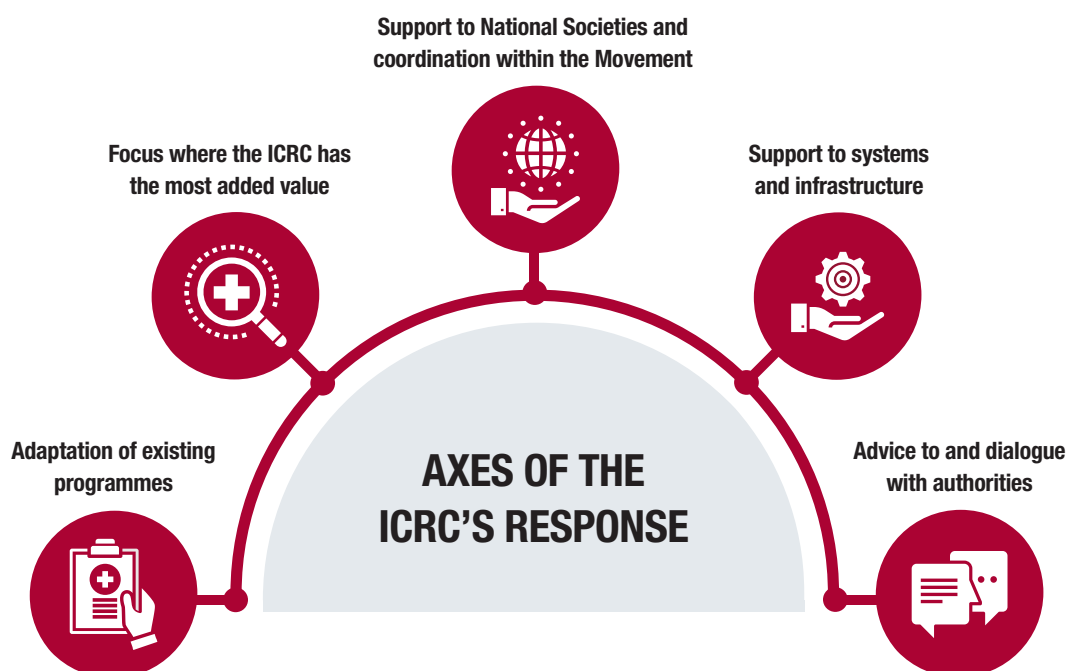 Support to National Societies and
coordination within the Movement
Focus where the ICRC has
the most added value
Support to systems
and infrastructure
Adaptation of existing
programmes
AXES OF THE
ICRC'S RESPONSE
Advice to and dialogue
with authorities